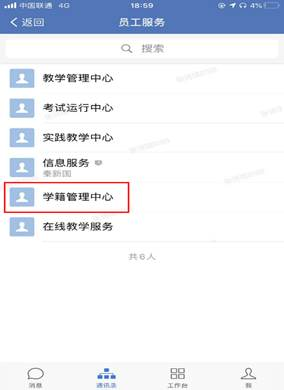 中国联通 4G 18:59 4%
返回 员工服务
搜索
教学管理中心
考试运行中心
实践教学中心
信息服务
秦新国
学籍管理中心
在线教学服务
共6人
消息 通讯录 工作台 我